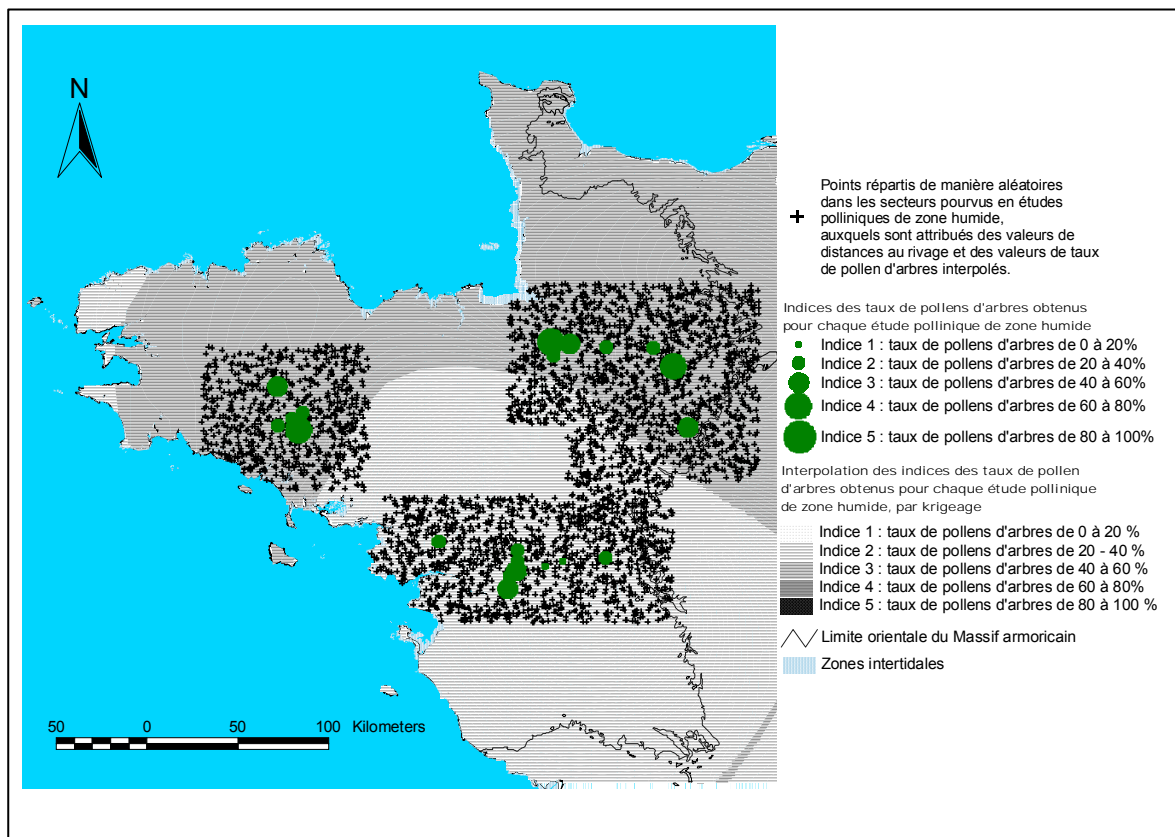 N
50 0 50 100 Kilometers
Points répartis de manière aléatoires
dans les secteurs pourvus en études
polliniques de zone humide,
auxquels sont attribués des valeurs de
distances au rivage et des valeurs de taux
de pollen d'arbres interpolés.
Indices des taux de pollens d'arbres obtenus
pour chaque étude pollinique de zone humide
Indice 1 : taux de pollens d'arbres de 0 à 20%
Indice 2 : taux de pollens d'arbres de 20 à 40%
Indice 3 : taux de pollens d'arbres de 40 à 60%
Indice 4 : taux de pollens d'arbres de 60 à 80%
Indice 5 : taux de pollens d'arbres de 80 à 100%
Interpolation des indices des taux de pollen
d'arbres obtenus pour chaque étude pollinique
de zone humide, par krigeage
Indice 1 : taux de pollens d'arbres de 0 à 20 %
Indice 2 : taux de pollens d'arbres de 20 - 40 %
Indice 3 : taux de pollens d'arbres de 40 à 60 %
Indice 4 : taux de pollens d'arbres de 60 à 80%
Indice 5 : taux de pollens d'arbres de 80 à 100 %
Limite orientale du Massif armoricain
Zones intertidales